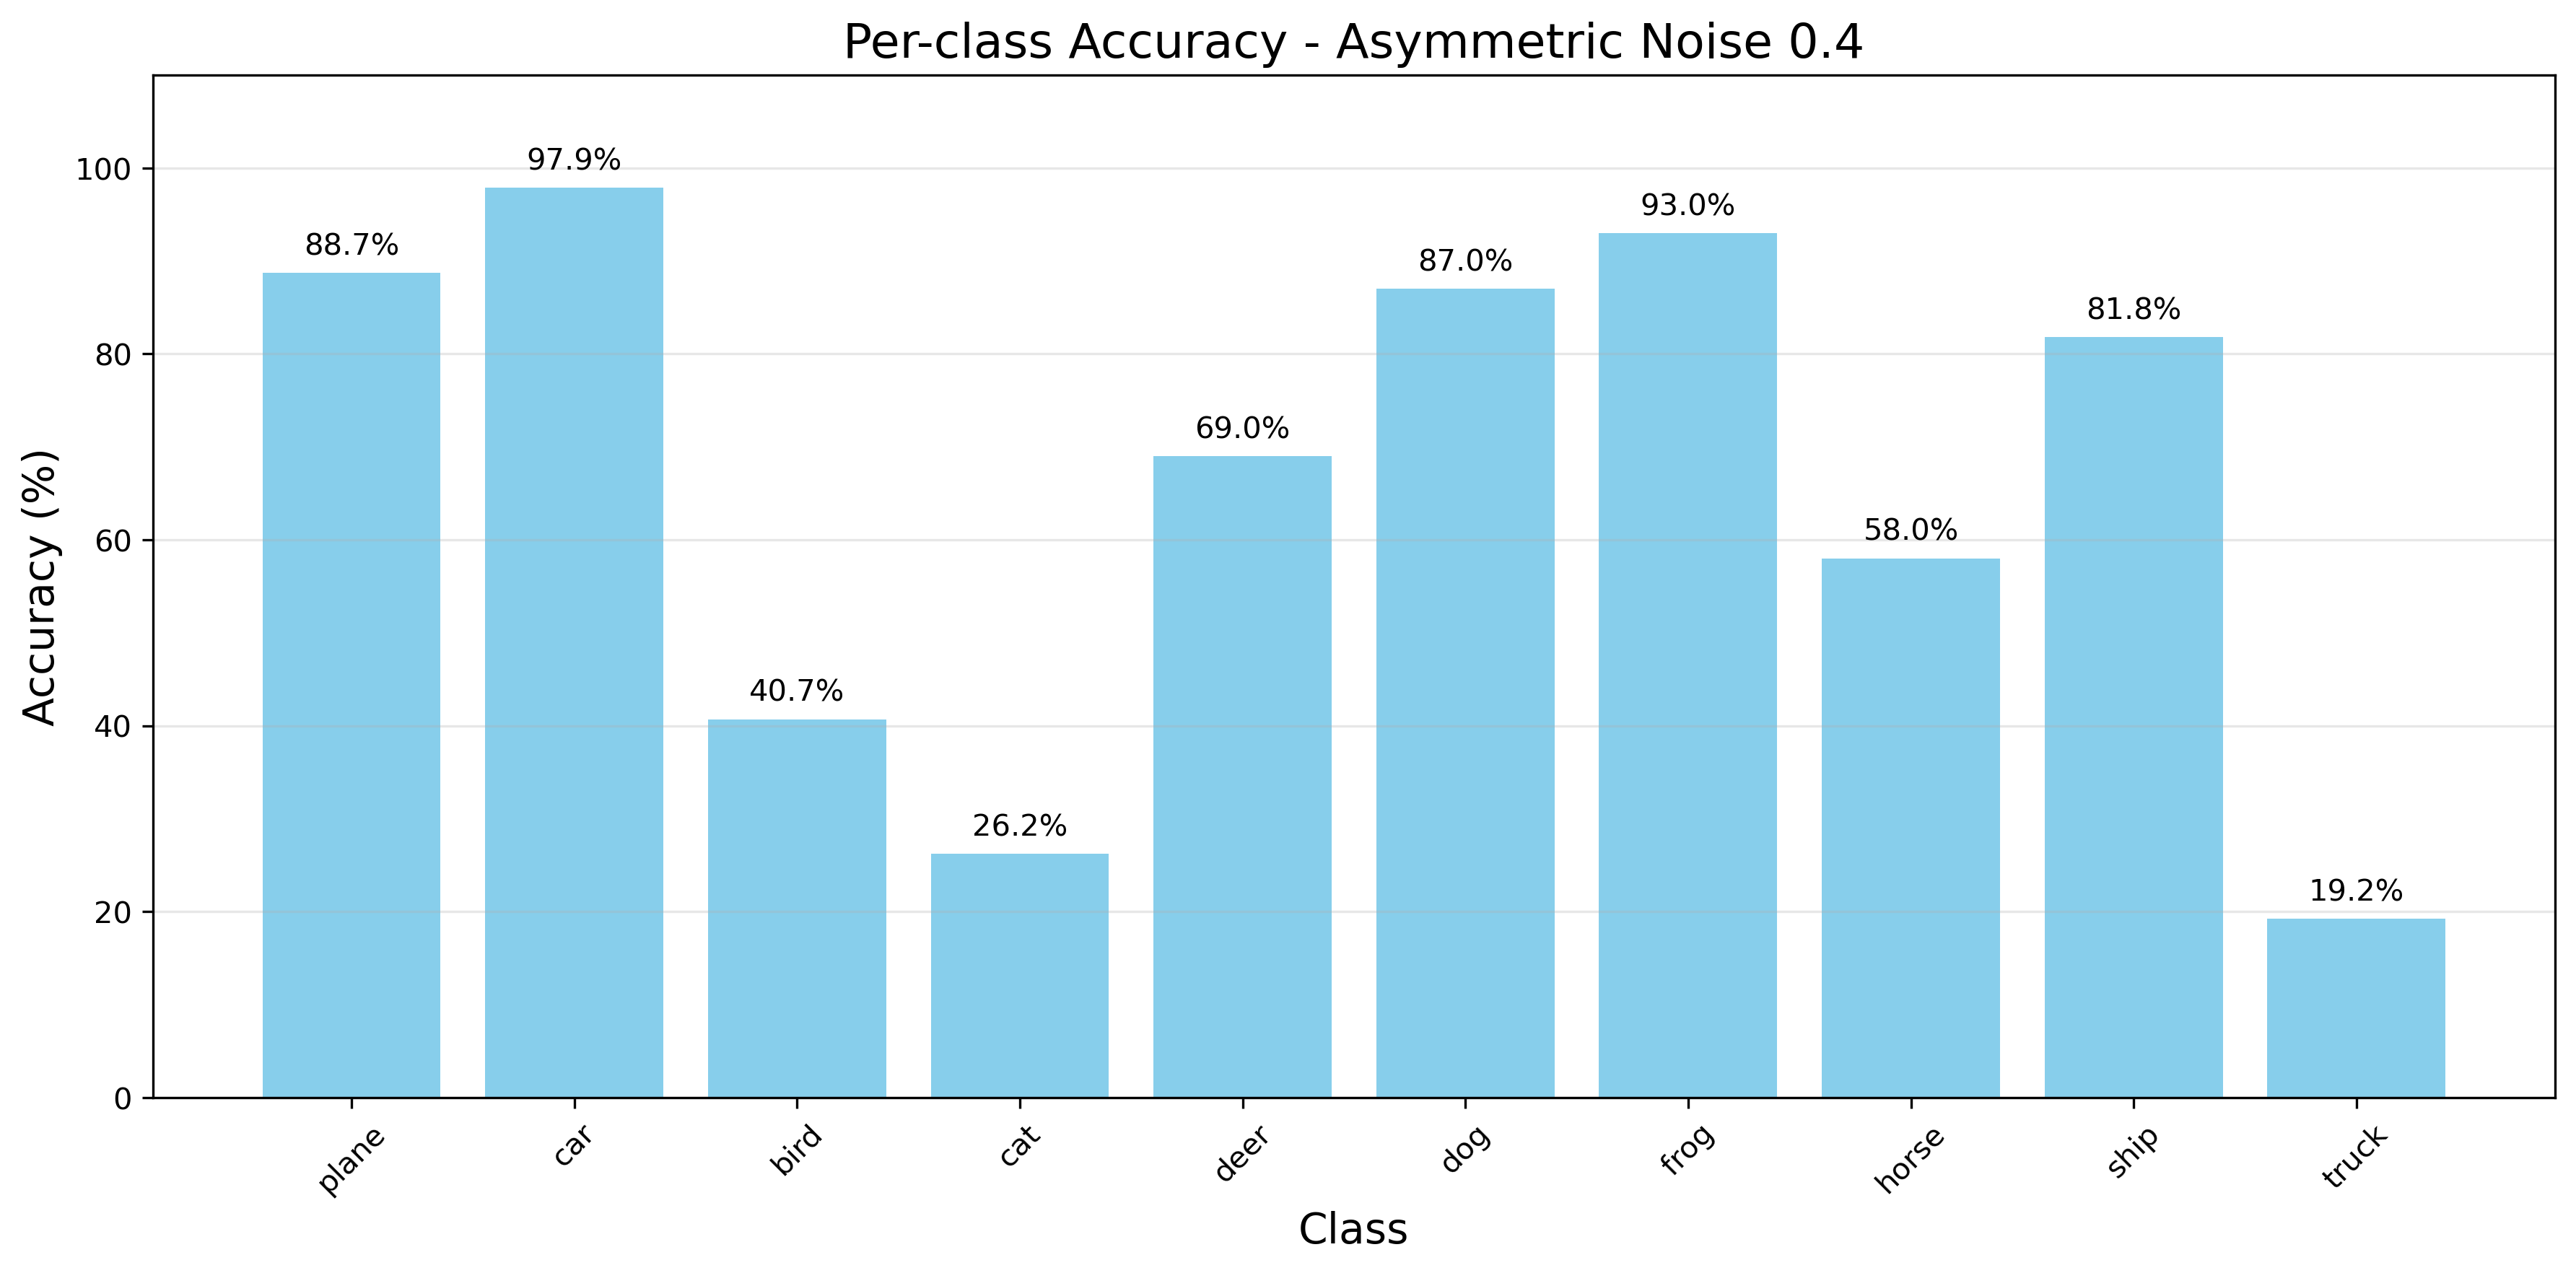 Per-class Accuracy - Asymmetric Noise 0.4
Accuracy (%)
100
80
60
40
20
0
88.7%
97.9%
40.7%
26.2%
69.0%
87.0%
93.0%
58.0%
81.8%
19.2%
plane
car
bird
cat
deer
dog
frog
horse
ship
truck
Class